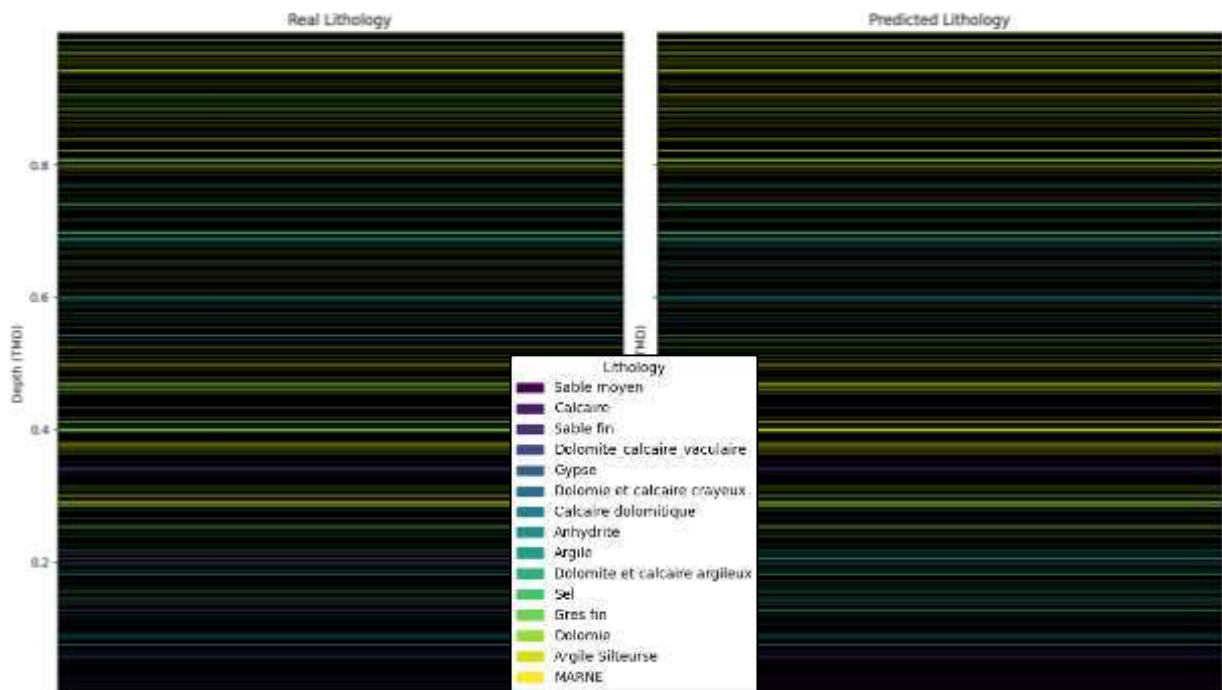 Real Lithology
Predicted Lithology
0.8
0.6
Depth (TMD)
TMD)
0.4
0.2
Lithology
Sable moyen
Calcaire
Sable fin
Dolomite_calcaire_vaculaire
Gypse
Dolomie et calcaire crayeux
Calcaire dolomitique
Anhydrite
Argile
Dolomite et calcaire argileux
Sel
Gres fin
Dolomie
Argile Silteurse
MARNE